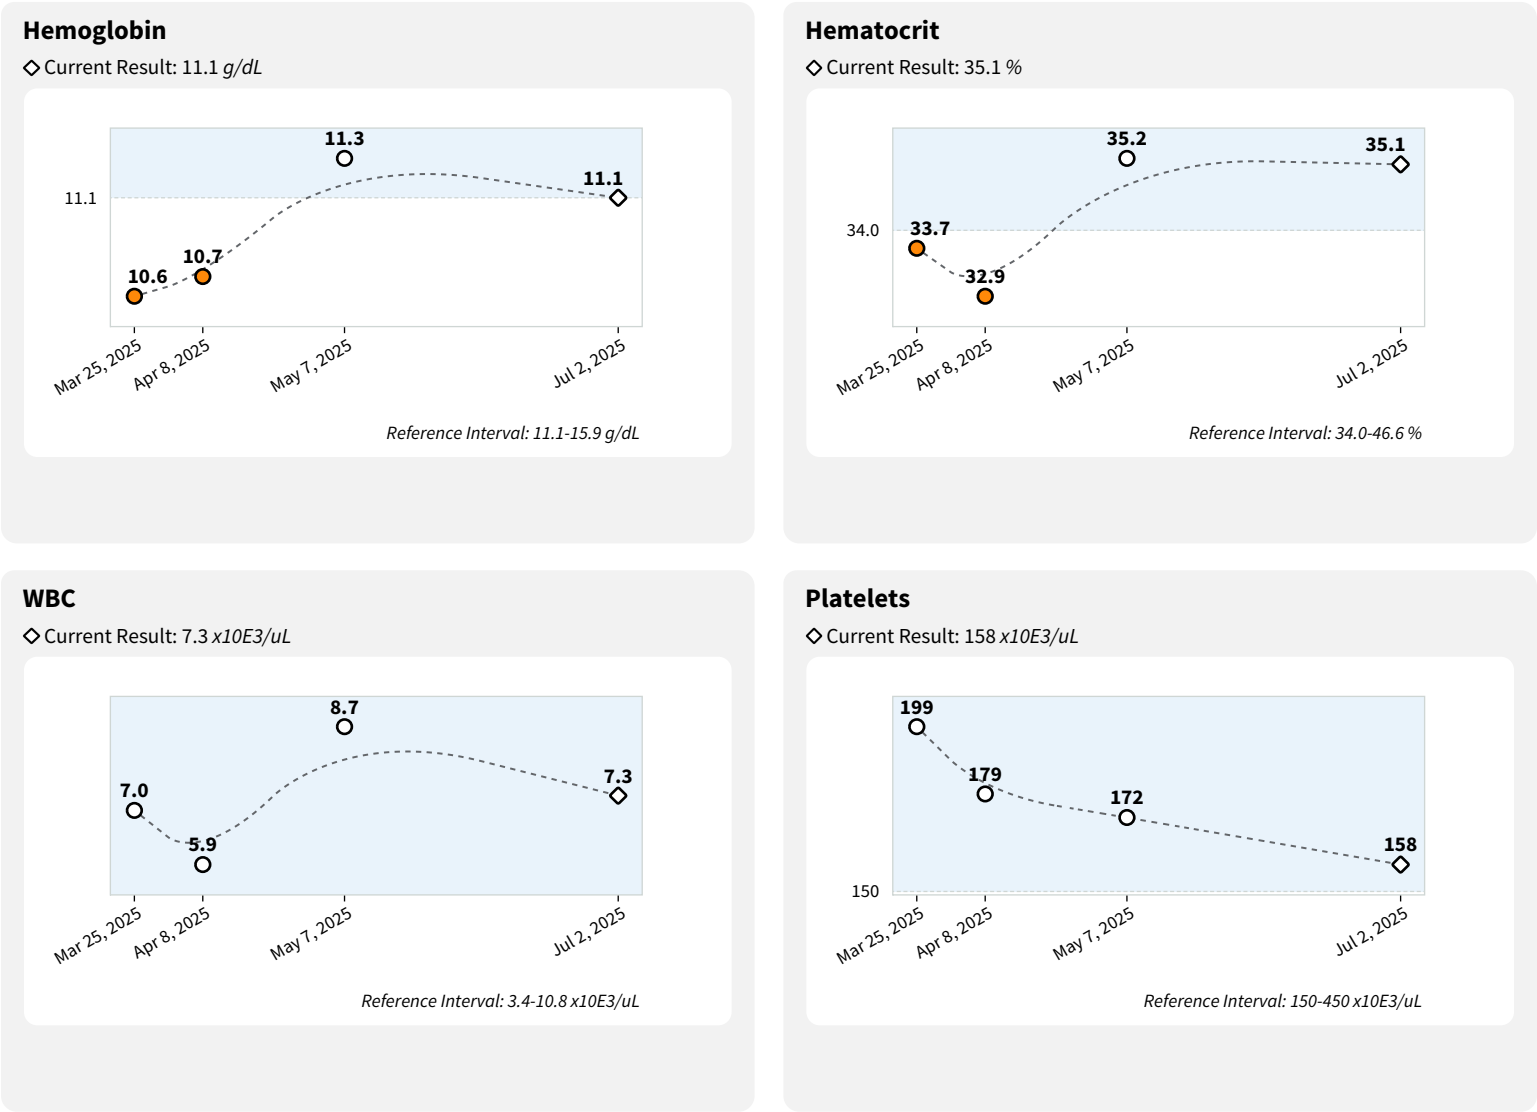 Hemoglobin
Current Result: 11.1 g/dL
11.3
11.1
11.1
10.7
10.6
Mar 25, 2025
Apr 8, 2025
May 7, 2025
Jul 2, 2025
Reference Interval: 11.1-15.9 g/dL
Hematocrit
Current Result: 35.1 %
35.2
35.1
34.0
33.7
32.9
Mar 25, 2025
Apr 8, 2025
May 7, 2025
Jul 2, 2025
Reference Interval: 34.0-46.6 %
WBC
Current Result: 7.3 x10E3/uL
8.7
7.3
7.0
5.9
Mar 25, 2025
Apr 8, 2025
May 7, 2025
Jul 2, 2025
Reference Interval: 3.4-10.8 x10E3/uL
Platelets
Current Result: 158 x10E3/uL
199
179
172
158
150
Mar 25, 2025
Apr 8, 2025
May 7, 2025
Jul 2, 2025
Reference Interval: 150-450 x10E3/uL